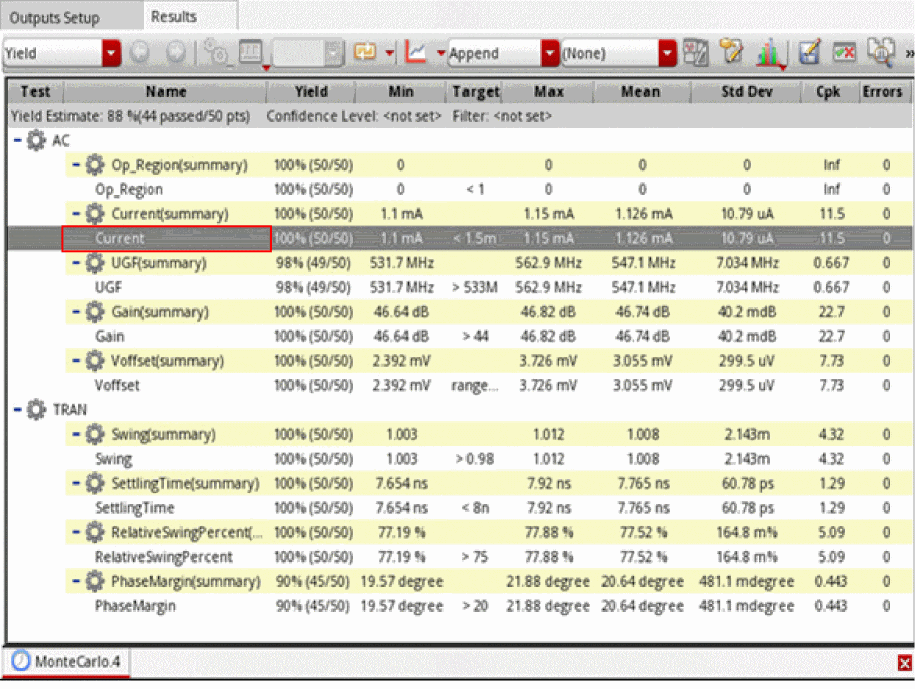 Outputs Setup Results
Yield Append (None) »
Test Name Yield Min Target Max Mean Std Dev Cpk Errors
Yield Estimate: 88 %(44 passed/50 pts) Confidence Level: <not set> Filter: <not set>
AC
Op_Region(summary) 100% (50/50) 0 0 0 0 Inf 0
Op_Region 100% (50/50) 0 < 1 0 0 0 Inf 0
Current(summary) 100% (50/50) 1.1 mA 1.15 mA 1.126 mA 10.79 uA 11.5 0
Current 100% (50/50) 1.1 mA < 1.5m 1.15 mA 1.126 mA 10.79 uA 11.5 0
UGF(summary) 98% (49/50) 531.7 MHz 562.9 MHz 547.1 MHz 7.034 MHz 0.667 0
UGF 98% (49/50) 531.7 MHz > 533M 562.9 MHz 547.1 MHz 7.034 MHz 0.667 0
Gain(summary) 100% (50/50) 46.64 dB 46.82 dB 46.74 dB 40.2 mdB 22.7 0
Gain 100% (50/50) 46.64 dB > 44 46.82 dB 46.74 dB 40.2 mdB 22.7 0
Voffset(summary) 100% (50/50) 2.392 mV 3.726 mV 3.055 mV 299.5 uV 7.73 0
Voffset 100% (50/50) 2.392 mV range... 3.726 mV 3.055 mV 299.5 uV 7.73 0
TRAN
Swing(summary) 100% (50/50) 1.003 1.012 1.008 2.143m 4.32 0
Swing 100% (50/50) 1.003 > 0.98 1.012 1.008 2.143m 4.32 0
SettlingTime(summary) 100% (50/50) 7.654 ns 7.92 ns 7.765 ns 60.78 ps 1.29 0
SettlingTime 100% (50/50) 7.654 ns < 8n 7.92 ns 7.765 ns 60.78 ps 1.29 0
RelativeSwingPercent(... 100% (50/50) 77.19 % 77.88 % 77.52 % 164.8 m% 5.09 0
RelativeSwingPercent 100% (50/50) 77.19 % > 75 77.88 % 77.52 % 164.8 m% 5.09 0
PhaseMargin(summary) 90% (45/50) 19.57 degree 21.88 degree 20.64 degree 481.1 mdegree 0.443 0
PhaseMargin 90% (45/50) 19.57 degree > 20 21.88 degree 20.64 degree 481.1 mdegree 0.443 0
MonteCarlo.4